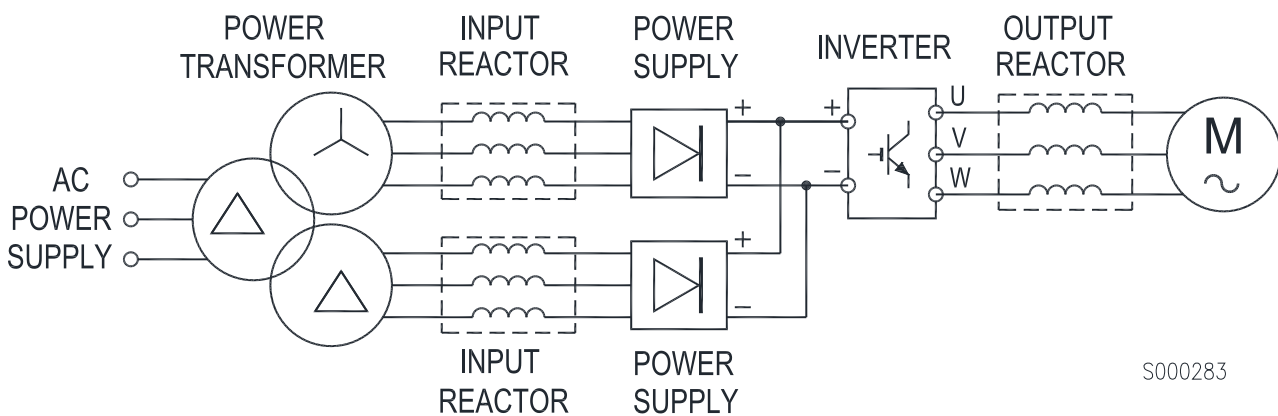 POWER
TRANSFORMER
INPUT
REACTOR
POWER
SUPPLY
INVERTER
OUTPUT
REACTOR
AC
POWER
SUPPLY
+
−
+
−
+
−
U
V
W
M
INPUT
REACTOR
POWER
SUPPLY
S000283